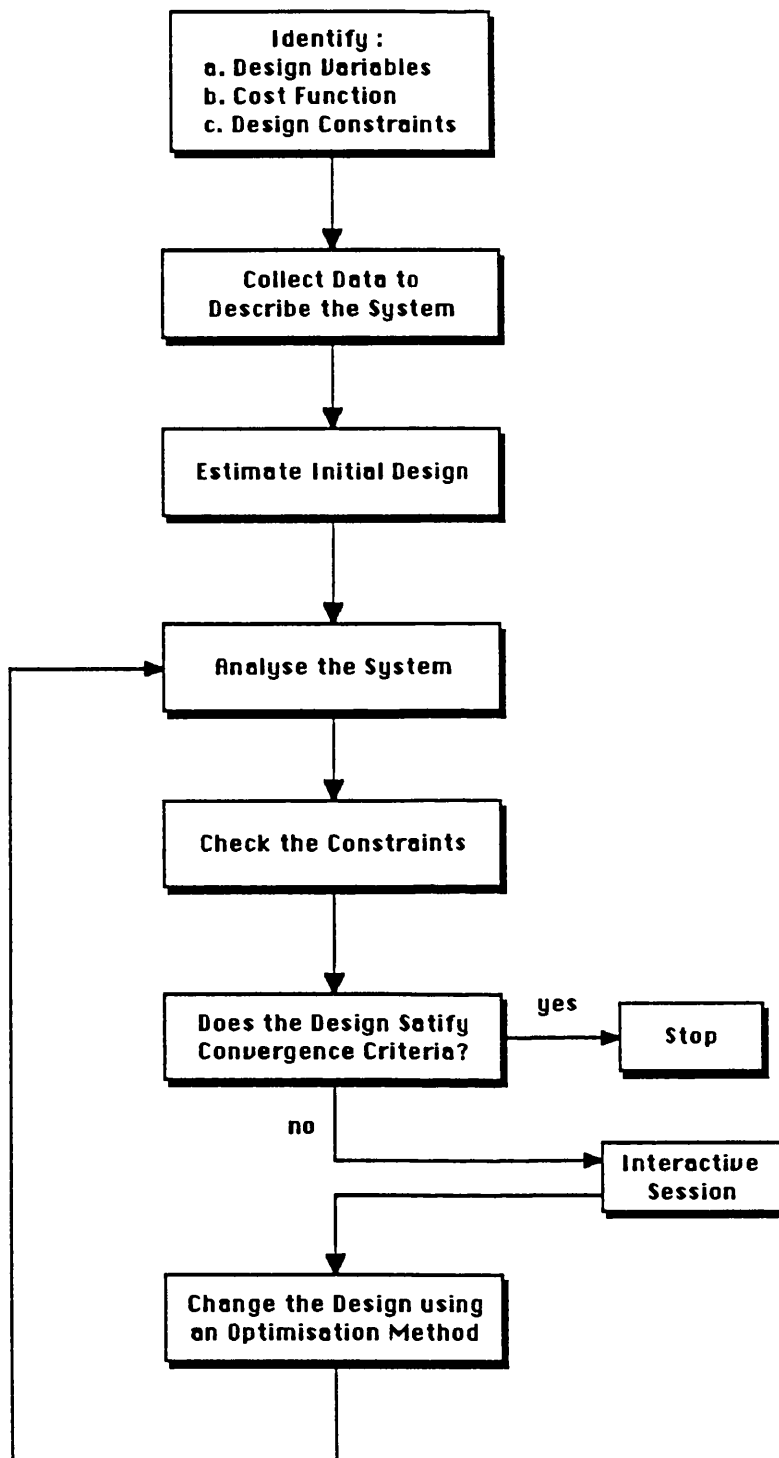 Identify :
a. Design Variables
b. Cost Function
c. Design Constraints
Collect Data to
Describe the System
Estimate Initial Design
Analyse the System
Check the Constraints
Does the Design Satify
Convergence Criteria?
yes
Stop
no
Interactive
Session
Change the Design using
an Optimisation Method